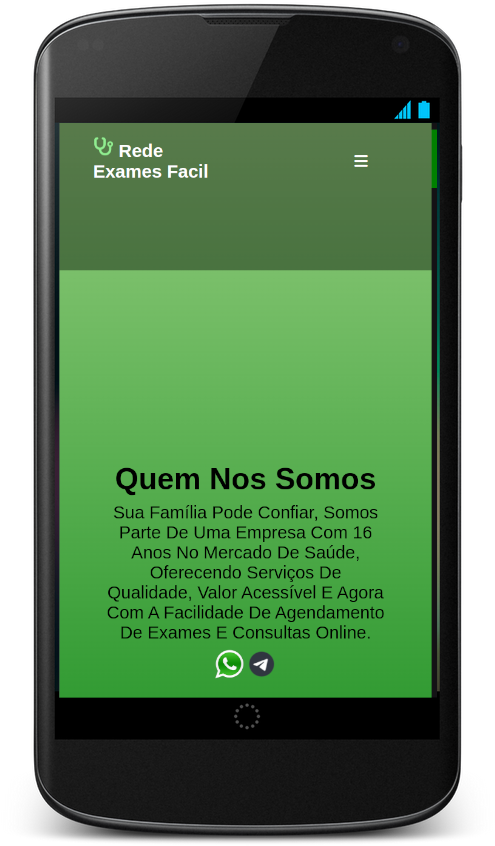 Rede
Exames Facil
Quem Nos Somos
Sua Família Pode Confiar, Somos
Parte De Uma Empresa Com 16
Anos No Mercado De Saúde,
Oferecendo Serviços De
Qualidade, Valor Acessível E Agora
Com A Facilidade De Agendamento
De Exames E Consultas Online.